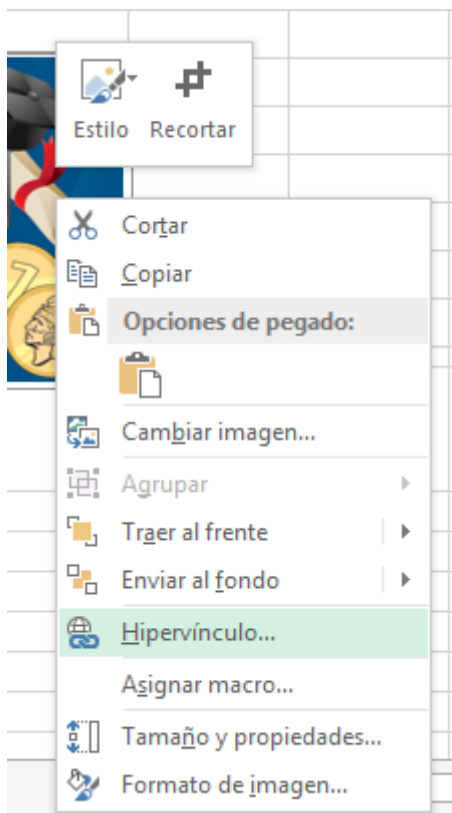 Estilo Recortar
Cortar
Copiar
Opciones de pegado:
Cambiar imagen...
Agrupar
Traer al frente
Enviar al fondo
Hipervínculo...
Asignar macro...
Tamaño y propiedades...
Formato de imagen...